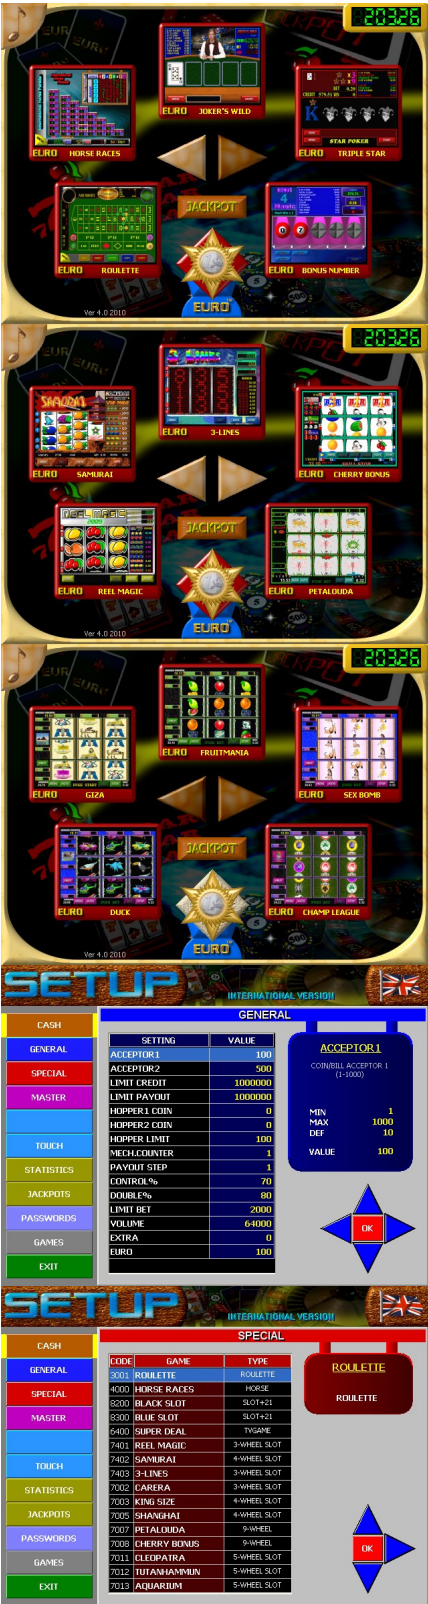 20326
JOKER'S WILD
EURO
HORSE RACES
EURO
TRIPLE STAR
EURO
STAR POKER
JACKPOT
ROULETTE
EURO
BONUS NUMBER
EURO
EURO
Ver 4.0 2010
20326
3-LINES
EURO
SAMURAI
EURO
CHERRY BONUS
EURO
JACKPOT
REEL MAGIC
EURO
PETALOUDA
EURO
EURO
Ver 4.0 2010
20326
FRUITMANIA
EURO
GIZA
EURO
SEX BOMB
EURO
JACKPOT
DUCK
EURO
CHAMP LEAGUE
EURO
EURO
Ver 4.0 2010
SETUP
INTERNATIONAL VERSION
GENERAL
CASH
GENERAL
SPECIAL
MASTER
TOUCH
STATISTICS
JACKPOTS
PASSWORDS
GAMES
EXIT
SETTING VALUE
ACCEPTOR1 100
ACCEPTOR2 500
LIMIT CREDIT 1000000
LIMIT PAYOUT 1000000
HOPPER1 COIN 0
HOPPER2 COIN 0
HOPPER LIMIT 100
MECH.COUNTER 1
PAYOUT STEP 1
CONTROL% 70
DOUBLE% 80
LIMIT BET 2000
VOLUME 64000
EXTRA 0
EURO 100
ACCEPTOR1
COIN/BILL ACCEPTOR 1
(1-1000)
MIN 1
MAX 1000
DEF 10
VALUE 100
OK
SETUP
INTERNATIONAL VERSION
SPECIAL
CASH
GENERAL
SPECIAL
MASTER
TOUCH
STATISTICS
JACKPOTS
PASSWORDS
GAMES
EXIT
CODE GAME TYPE
3001 ROULETTE ROULETTE
4000 HORSE RACES HORSE
8200 BLACK SLOT SLOT+21
8300 BLUE SLOT SLOT+21
6400 SUPER DEAL TVGAME
7401 REEL MAGIC 3-WHEEL SLOT
7402 SAMURAI 4-WHEEL SLOT
7403 3-LINES 3-WHEEL SLOT
7002 CARERA 3-WHEEL SLOT
7003 KING SIZE 4-WHEEL SLOT
7005 SHANGHAI 4-WHEEL SLOT
7007 PETALOUDA 9-WHEEL
7008 CHERRY BONUS 9-WHEEL
7011 CLEOPATRA 5-WHEEL SLOT
7012 TUTANHAMMUN 5-WHEEL SLOT
7013 AQUARIUM 5-WHEEL SLOT
ROULETTE
ROULETTE
OK